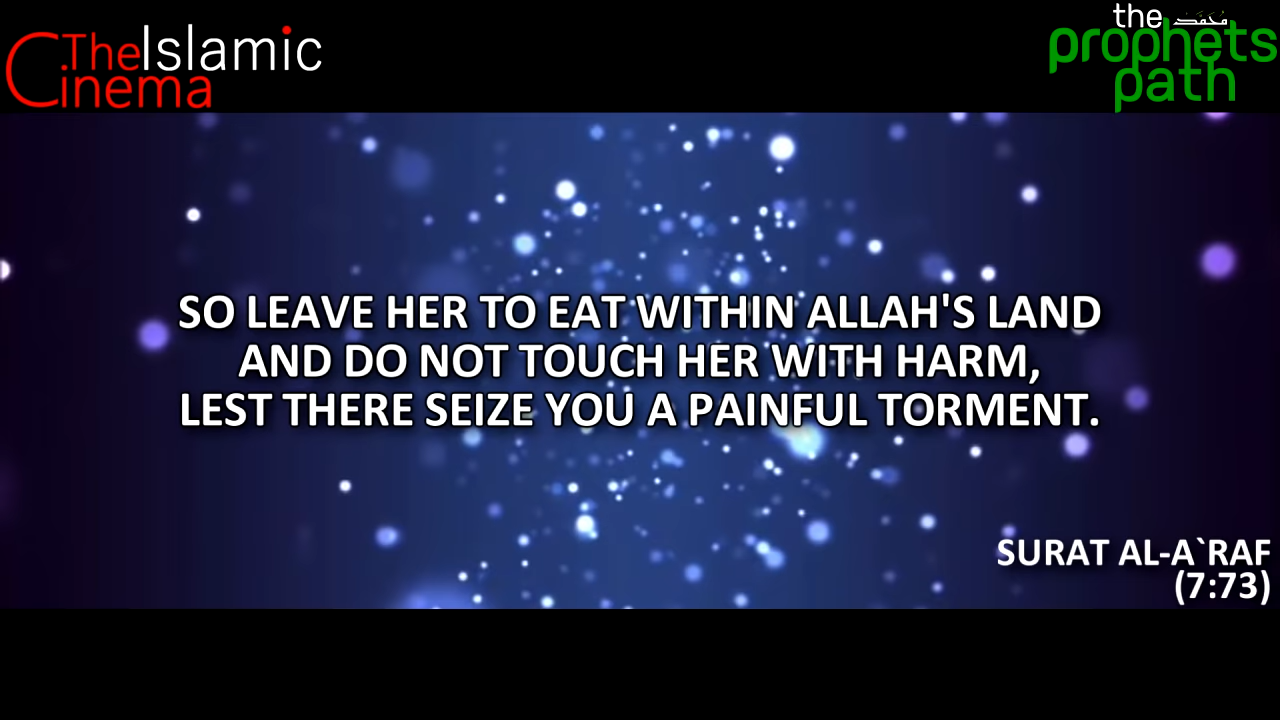 TheIslamic
Cinema
the محمد
prophets
path
SO LEAVE HER TO EAT WITHIN ALLAH'S LAND
AND DO NOT TOUCH HER WITH HARM,
LEST THERE SEIZE YOU A PAINFUL TORMENT.
SURAT AL-A`RAF
(7:73)